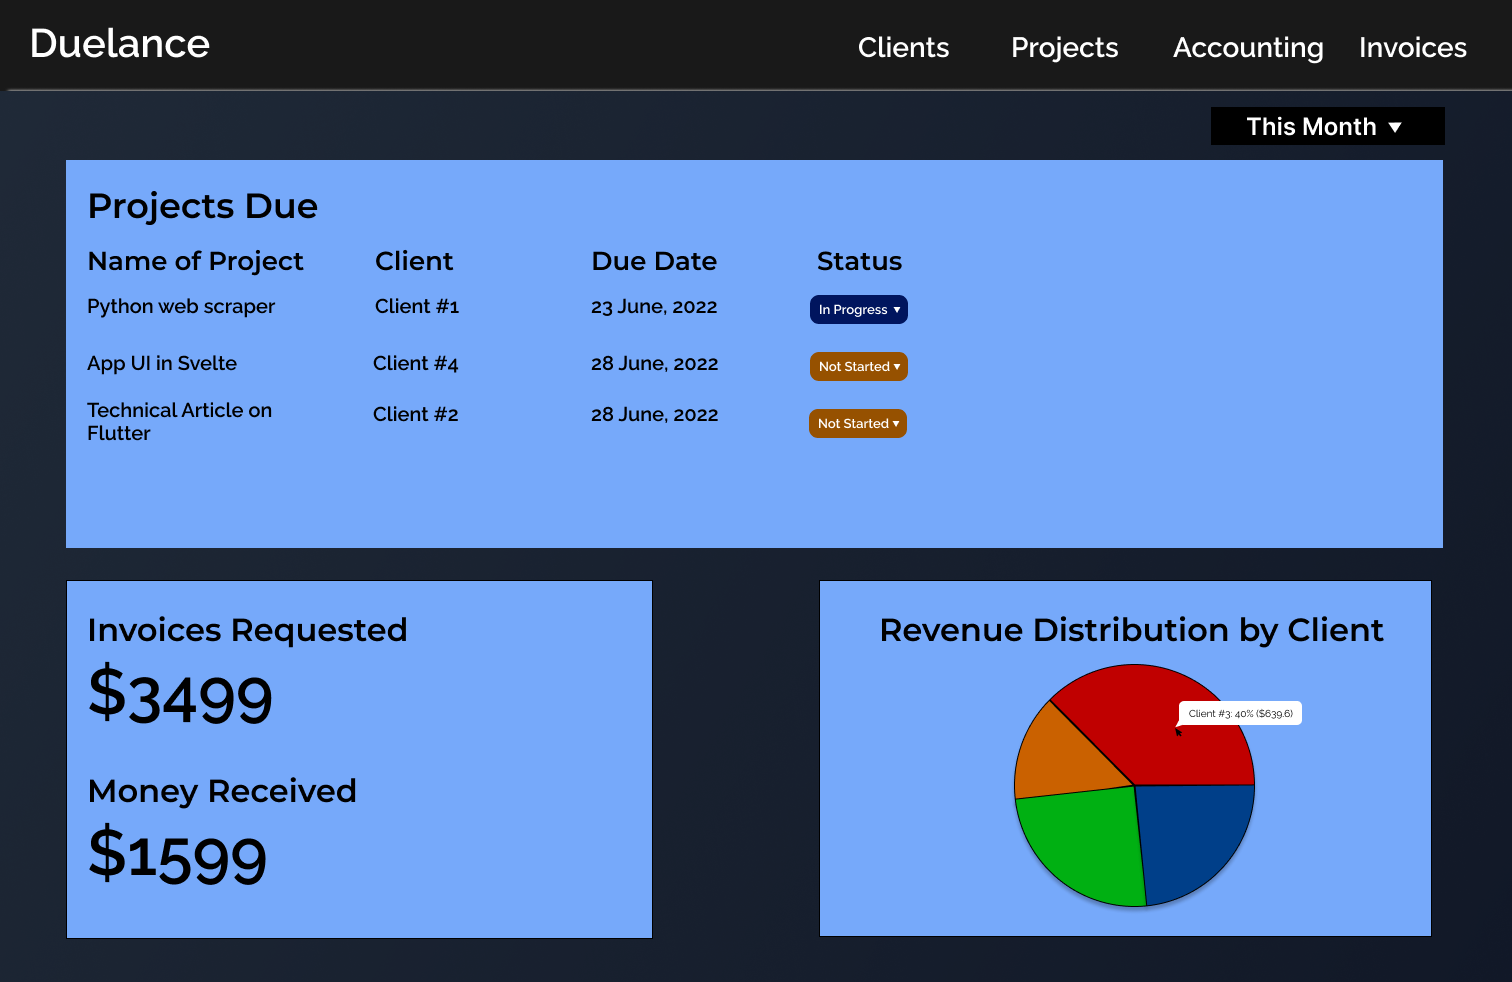 Duelance
Clients Projects Accounting Invoices
This Month ▼
Projects Due
Name of Project Client Due Date Status
Python web scraper Client #1 23 June, 2022 In Progress ▼
App UI in Svelte Client #4 28 June, 2022 Not Started ▼
Technical Article on Client #2 28 June, 2022 Not Started ▼
Flutter
Invoices Requested
$3499
Money Received
$1599
Revenue Distribution by Client
Client #3: 40% ($639.6)